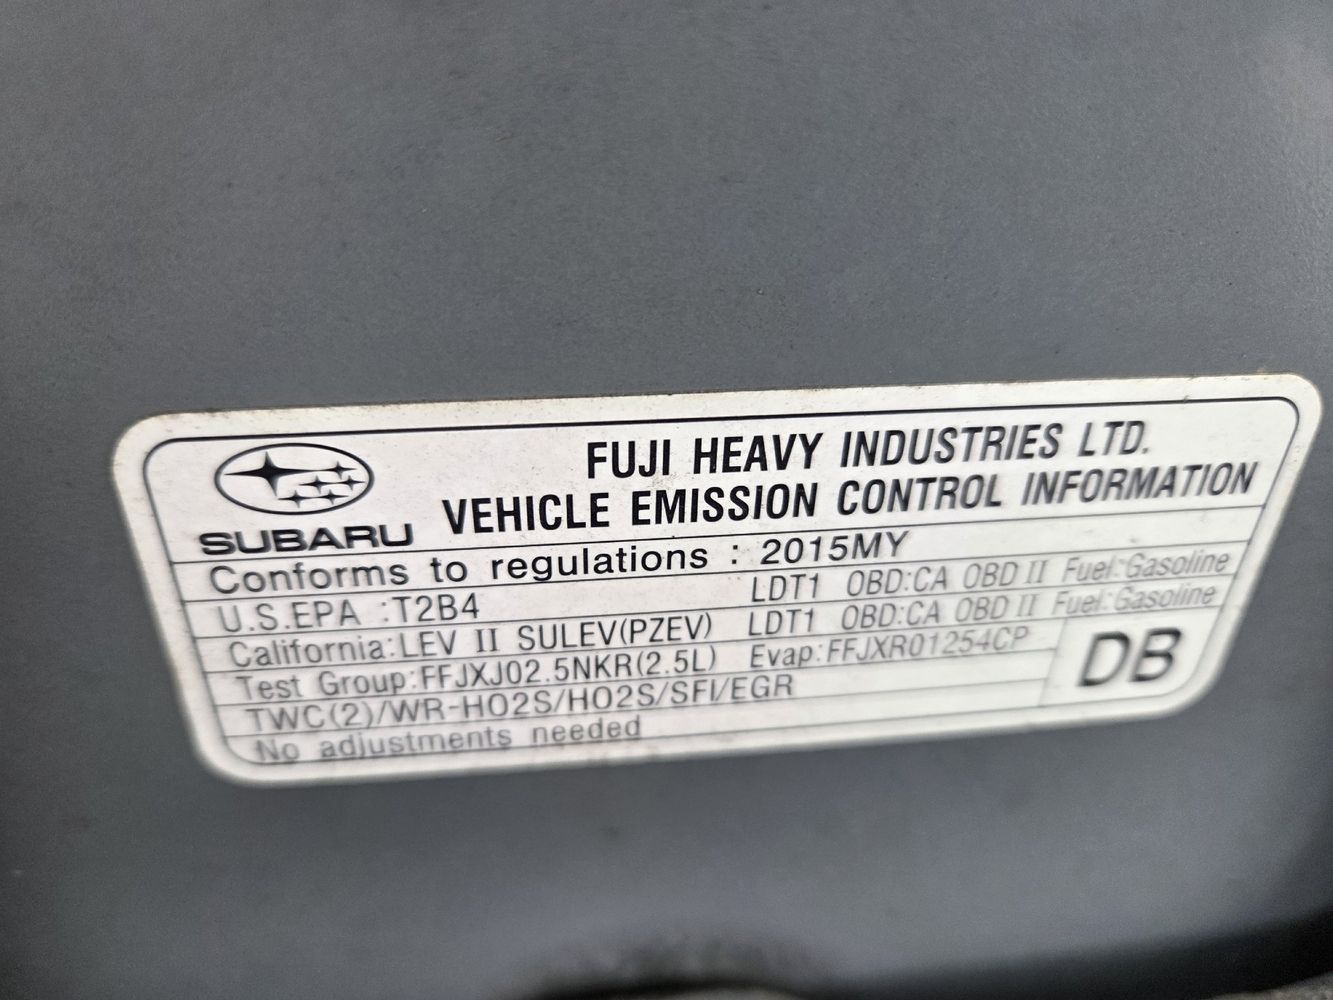 FUJI HEAVY INDUSTRIES LTD.
SUBARU VEHICLE EMISSION CONTROL INFORMATION
Conforms to regulations : 2015MY
U.S.EPA :T2B4 LDT1 OBD:CA OBD II Fuel:Gasoline
California:LEV II SULEV(PZEV) LDT1 OBD:CA OBD II Fuel:Gasoline
Test Group:FFJXJ02.5NKR(2.5L) Evap:FFJXR01254CP
TWC(2)/WR-HO2S/HO2S/SFI/EGR
DB
No adjustments needed